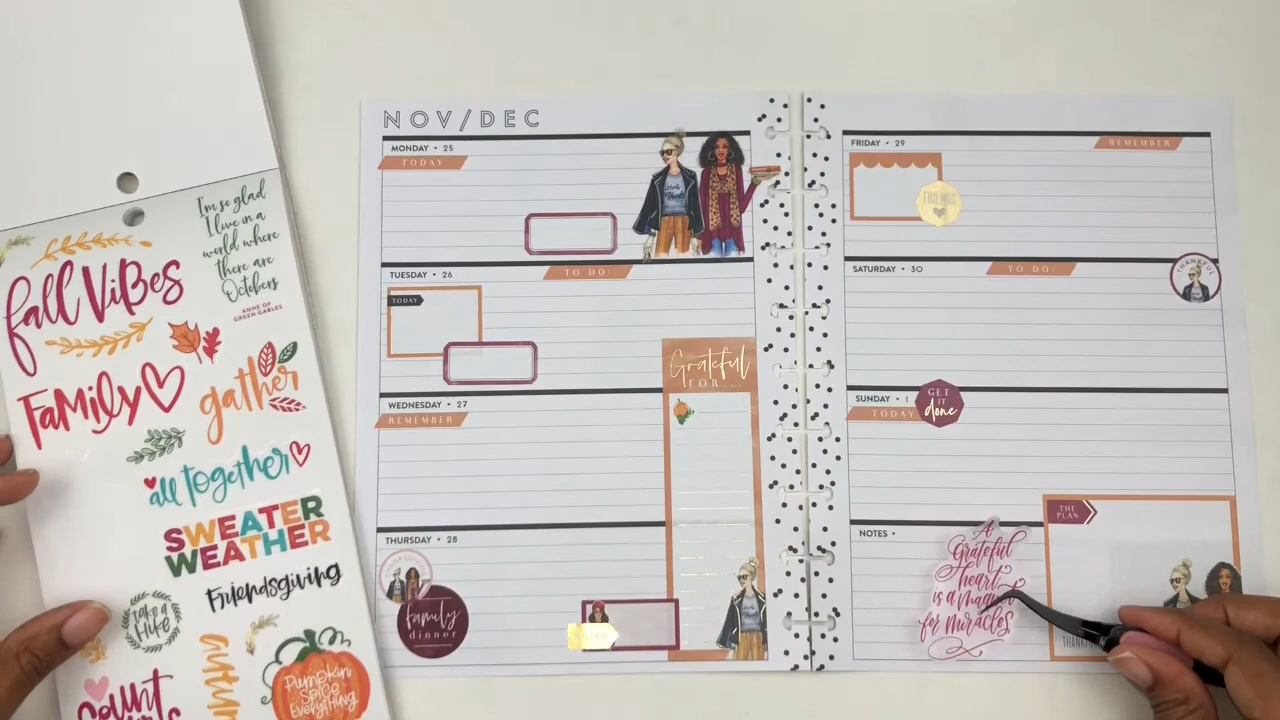 I'm so glad
I live in a
world where
there are
Octobers
ANNE OF
GREEN GABLES
fall ViBES
FAMily
gather
all together
SWEATER
WEATHER
Friendsgiving
take a
Hike
PUMPKIN
SPICE
EVERYTHING
count
NOV/DEC
MONDAY • 25
TODAY
TUESDAY • 26
TO DO:
TODAY
WEDNESDAY • 27
REMEMBER
Grateful
FOR...
THURSDAY • 28
family
dinner
FRIDAY • 29
REMEMBER
FRIENDS
SATURDAY • 30
TO DO:
THANKFUL
SUNDAY • 1
TODAY
GET
IT
done
NOTES •
THE
PLAN
A
Grateful
heart
is a magnet
for miracles